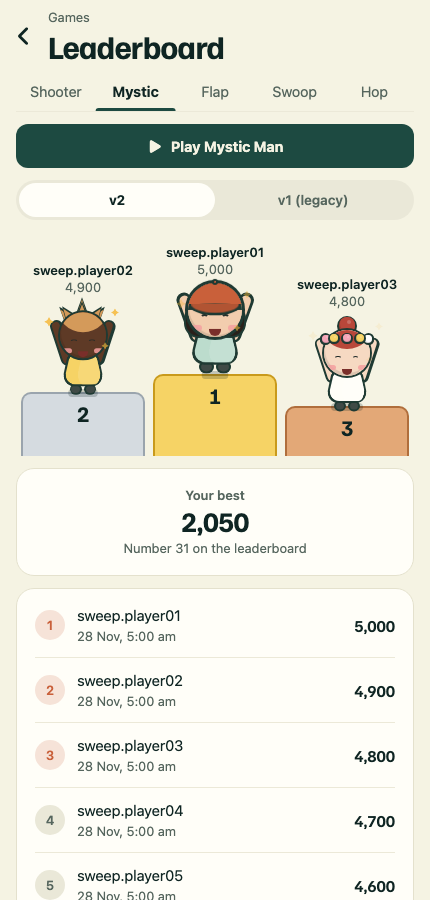 Games
Leaderboard
Shooter Mystic Flap Swoop Hop
Play Mystic Man
v2 v1 (legacy)
sweep.player01
5,000
sweep.player02
4,900
sweep.player03
4,800
1
2
3
Your best
2,050
Number 31 on the leaderboard
1 sweep.player01 5,000
28 Nov, 5:00 am
2 sweep.player02 4,900
28 Nov, 5:00 am
3 sweep.player03 4,800
28 Nov, 5:00 am
4 sweep.player04 4,700
28 Nov, 5:00 am
5 sweep.player05 4,600
28 Nov, 5:00 am